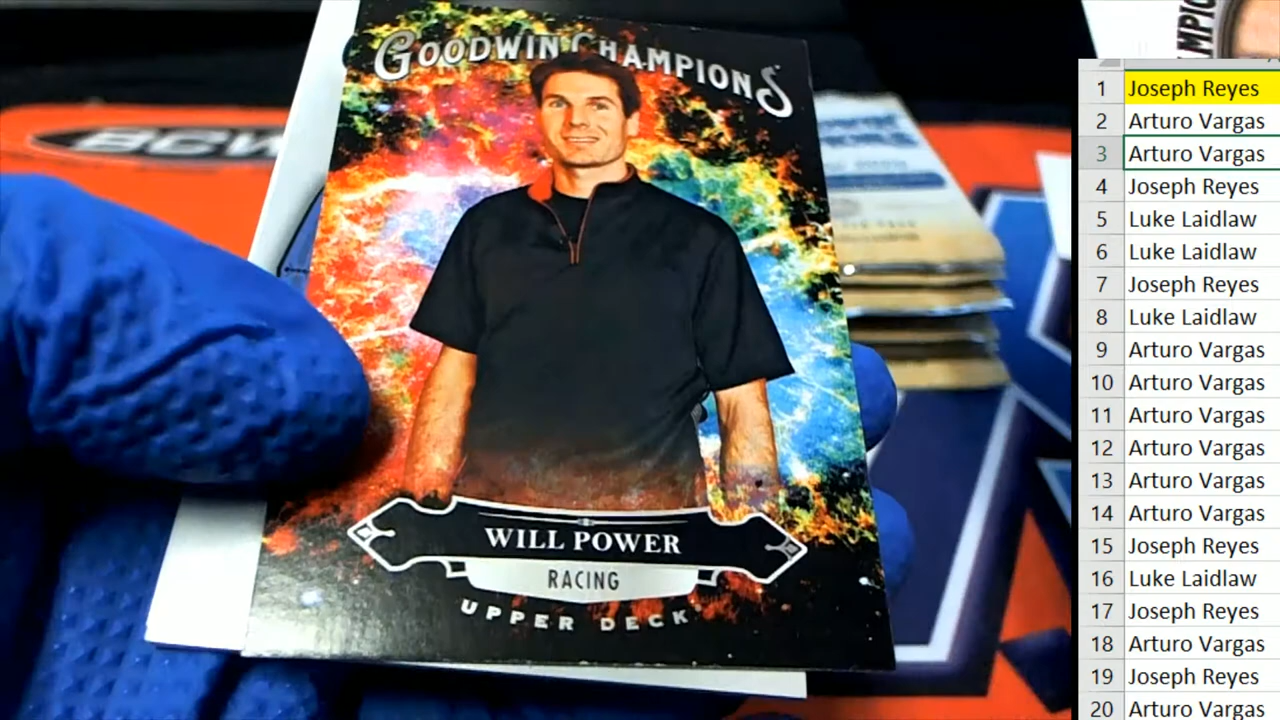 GOODWIN CHAMPIONS
WILL POWER
RACING
UPPER DECK
BCW
MPIO
1 Joseph Reyes
2 Arturo Vargas
3 Arturo Vargas
4 Joseph Reyes
5 Luke Laidlaw
6 Luke Laidlaw
7 Joseph Reyes
8 Luke Laidlaw
9 Arturo Vargas
10 Arturo Vargas
11 Arturo Vargas
12 Arturo Vargas
13 Arturo Vargas
14 Arturo Vargas
15 Joseph Reyes
16 Luke Laidlaw
17 Joseph Reyes
18 Arturo Vargas
19 Joseph Reyes
20 Arturo Vargas